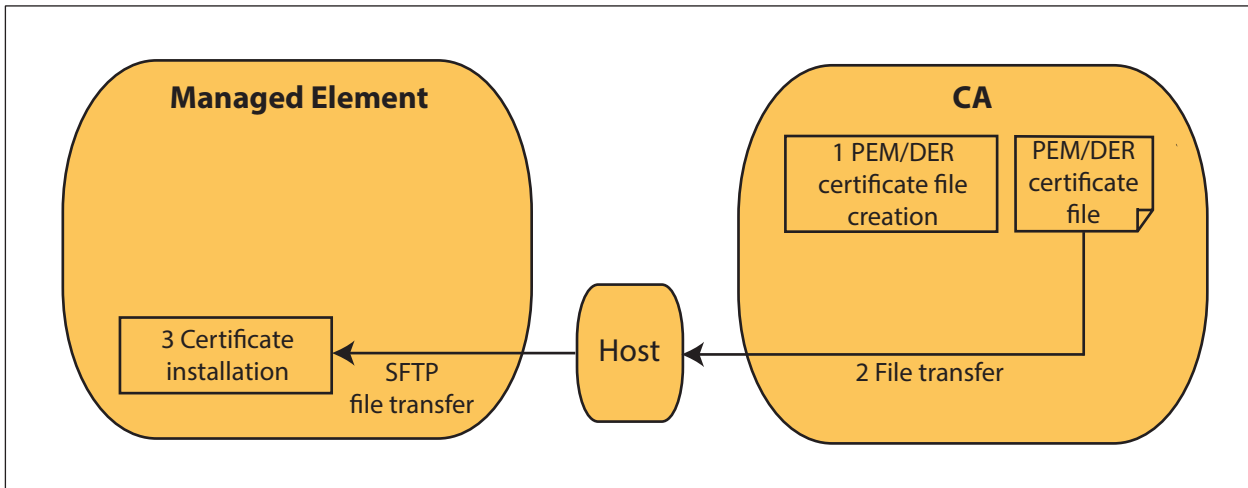 Managed Element
CA
1 PEM/DER
certificate file
creation
PEM/DER
certificate
file
3 Certificate
installation
SFTP
file transfer
Host
2 File transfer